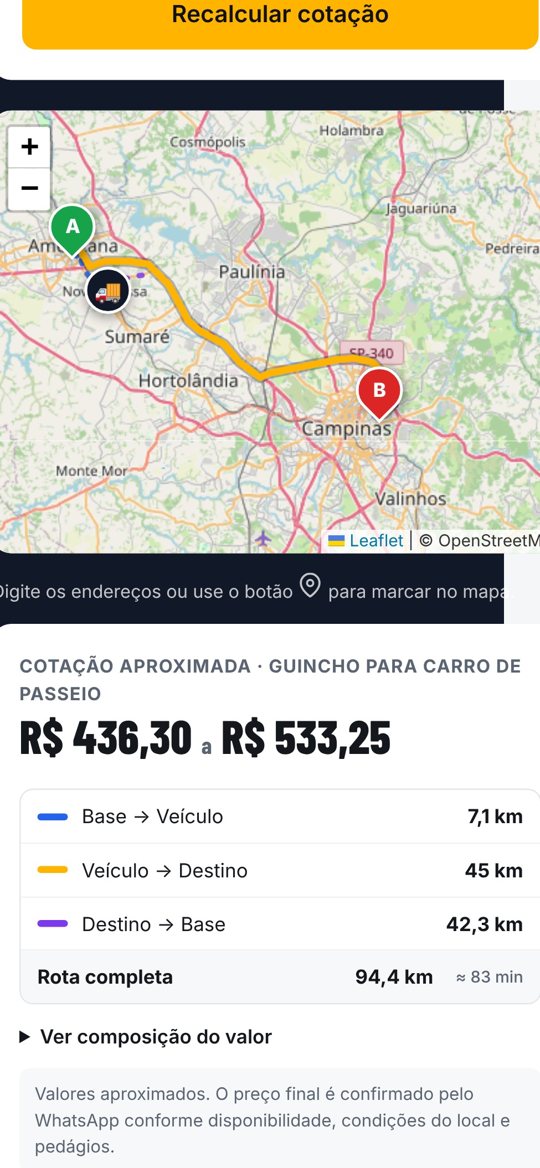 Recalcular cotação
Holambra
Cosmópolis
+
−
Jaguariúna
A
Pedreira
Paulínia
Sumaré
SP-340
Hortolândia
B
Campinas
Monte Mor
Valinhos
Leaflet | © OpenStreetM
Digite os endereços ou use o botão para marcar no mapa.
COTAÇÃO APROXIMADA · GUINCHO PARA CARRO DE
PASSEIO
R$ 436,30 a R$ 533,25
Base → Veículo 7,1 km
Veículo → Destino 45 km
Destino → Base 42,3 km
Rota completa 94,4 km ≈ 83 min
Ver composição do valor
Valores aproximados. O preço final é confirmado pelo
WhatsApp conforme disponibilidade, condições do local e
pedágios.